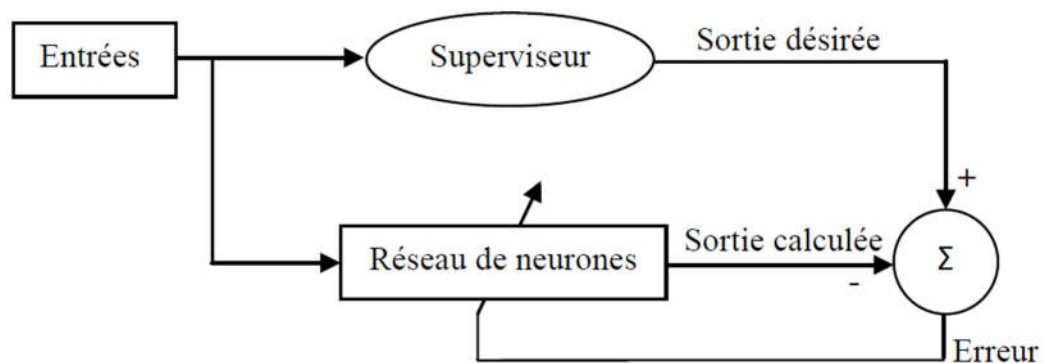 Entrées
Superviseur
Sortie désirée
+
Réseau de neurones
Sortie calculée
-
Σ
Erreur